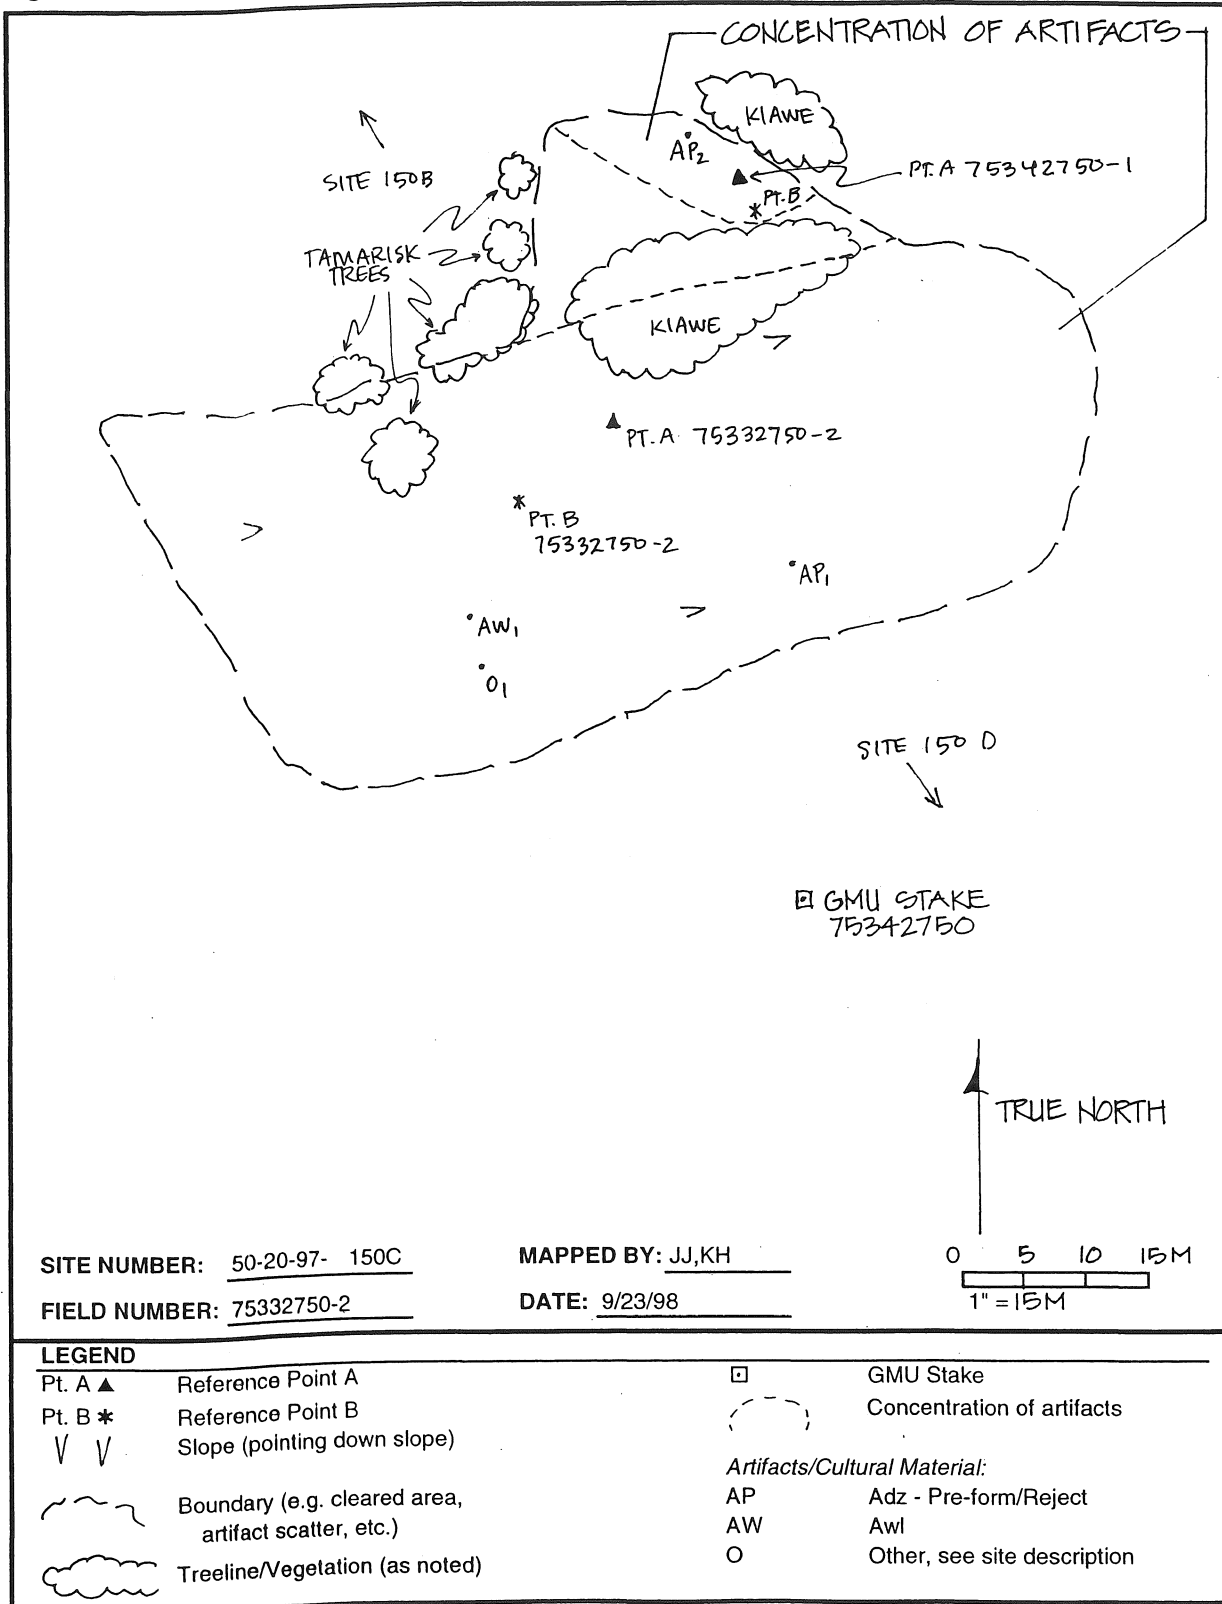 CONCENTRATION OF ARTIFACTS
KIAWE
AP2
SITE 150B
PT. A 75342750-1
PT. B
TAMARISK
TREES
KIAWE
>
PT. A 75332750-2
PT. B
75332750-2
>
AP1
>
AW1
O1
SITE 150 D
GMU STAKE
75342750
TRUE NORTH
SITE NUMBER: 50-20-97- 150C
MAPPED BY: JJ,KH
0 5 10 15M
FIELD NUMBER: 75332750-2
DATE: 9/23/98
1" = 15M
LEGEND
Pt. A ▲ Reference Point A
Pt. B * Reference Point B
V V Slope (pointing down slope)
Boundary (e.g. cleared area,
artifact scatter, etc.)
Treeline/Vegetation (as noted)
GMU Stake
Concentration of artifacts
Artifacts/Cultural Material:
AP Adz - Pre-form/Reject
AW Awl
O Other, see site description